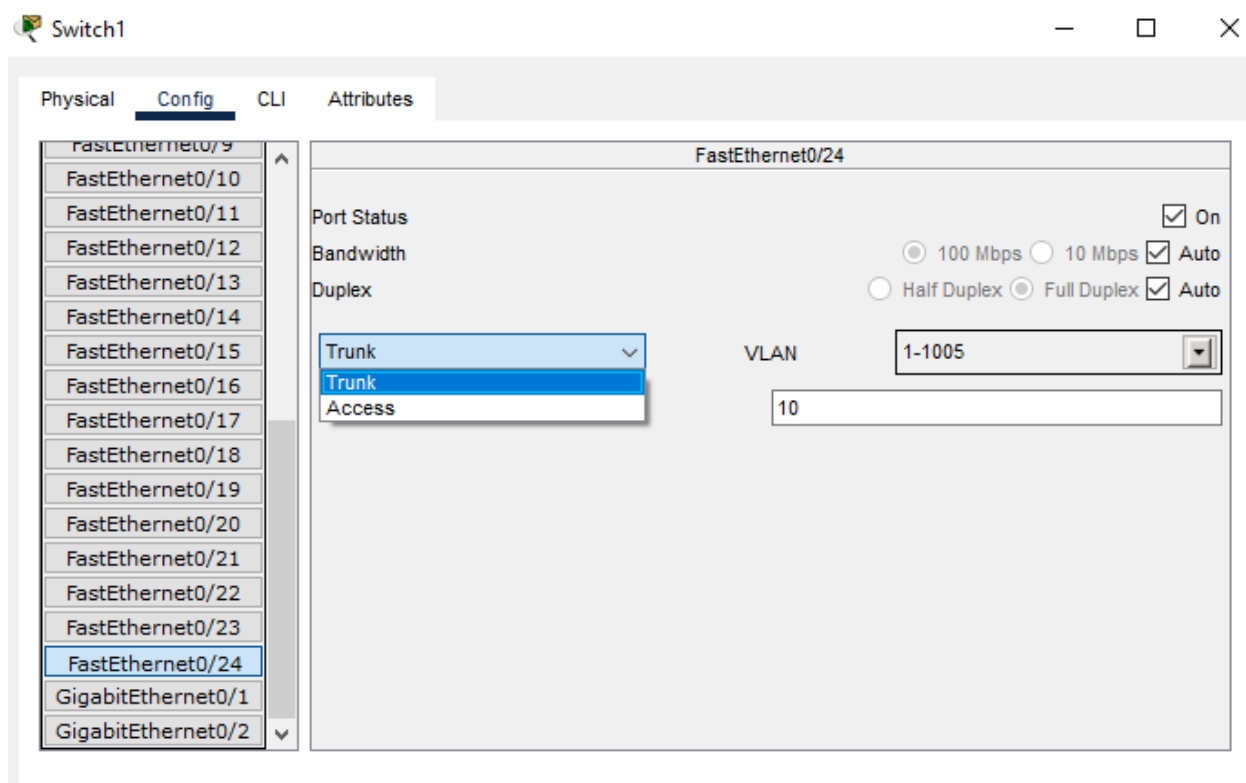 Switch1
Physical Config CLI Attributes
FastEthernet0/9
FastEthernet0/10
FastEthernet0/11
FastEthernet0/12
FastEthernet0/13
FastEthernet0/14
FastEthernet0/15
FastEthernet0/16
FastEthernet0/17
FastEthernet0/18
FastEthernet0/19
FastEthernet0/20
FastEthernet0/21
FastEthernet0/22
FastEthernet0/23
FastEthernet0/24
GigabitEthernet0/1
GigabitEthernet0/2
FastEthernet0/24
Port Status On
Bandwidth 100 Mbps 10 Mbps Auto
Duplex Half Duplex Full Duplex Auto
Trunk VLAN 1-1005
Trunk
Access 10